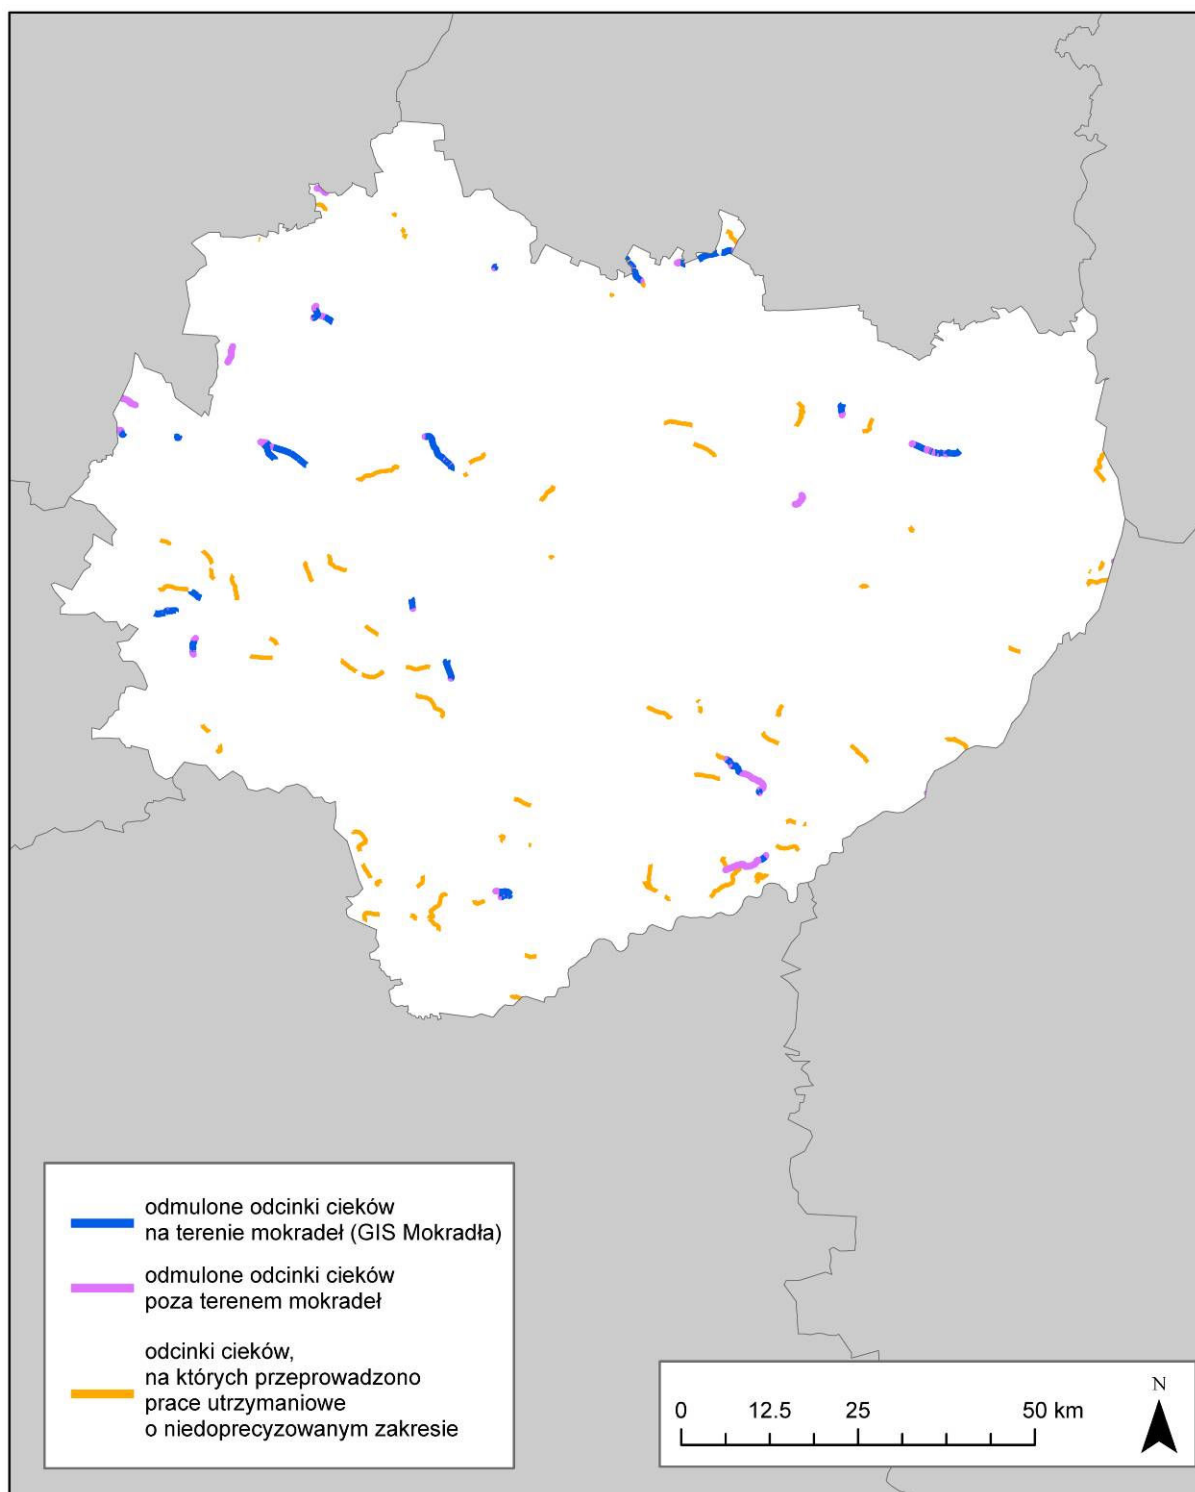 odmulone odcinki cieków
na terenie mokradeł (GIS Mokradła)
odmulone odcinki cieków
poza terenem mokradeł
odcinki cieków,
na których przeprowadzono
prace utrzymaniowe
o niedoprecyzowanym zakresie
0 12.5 25 50 km
N